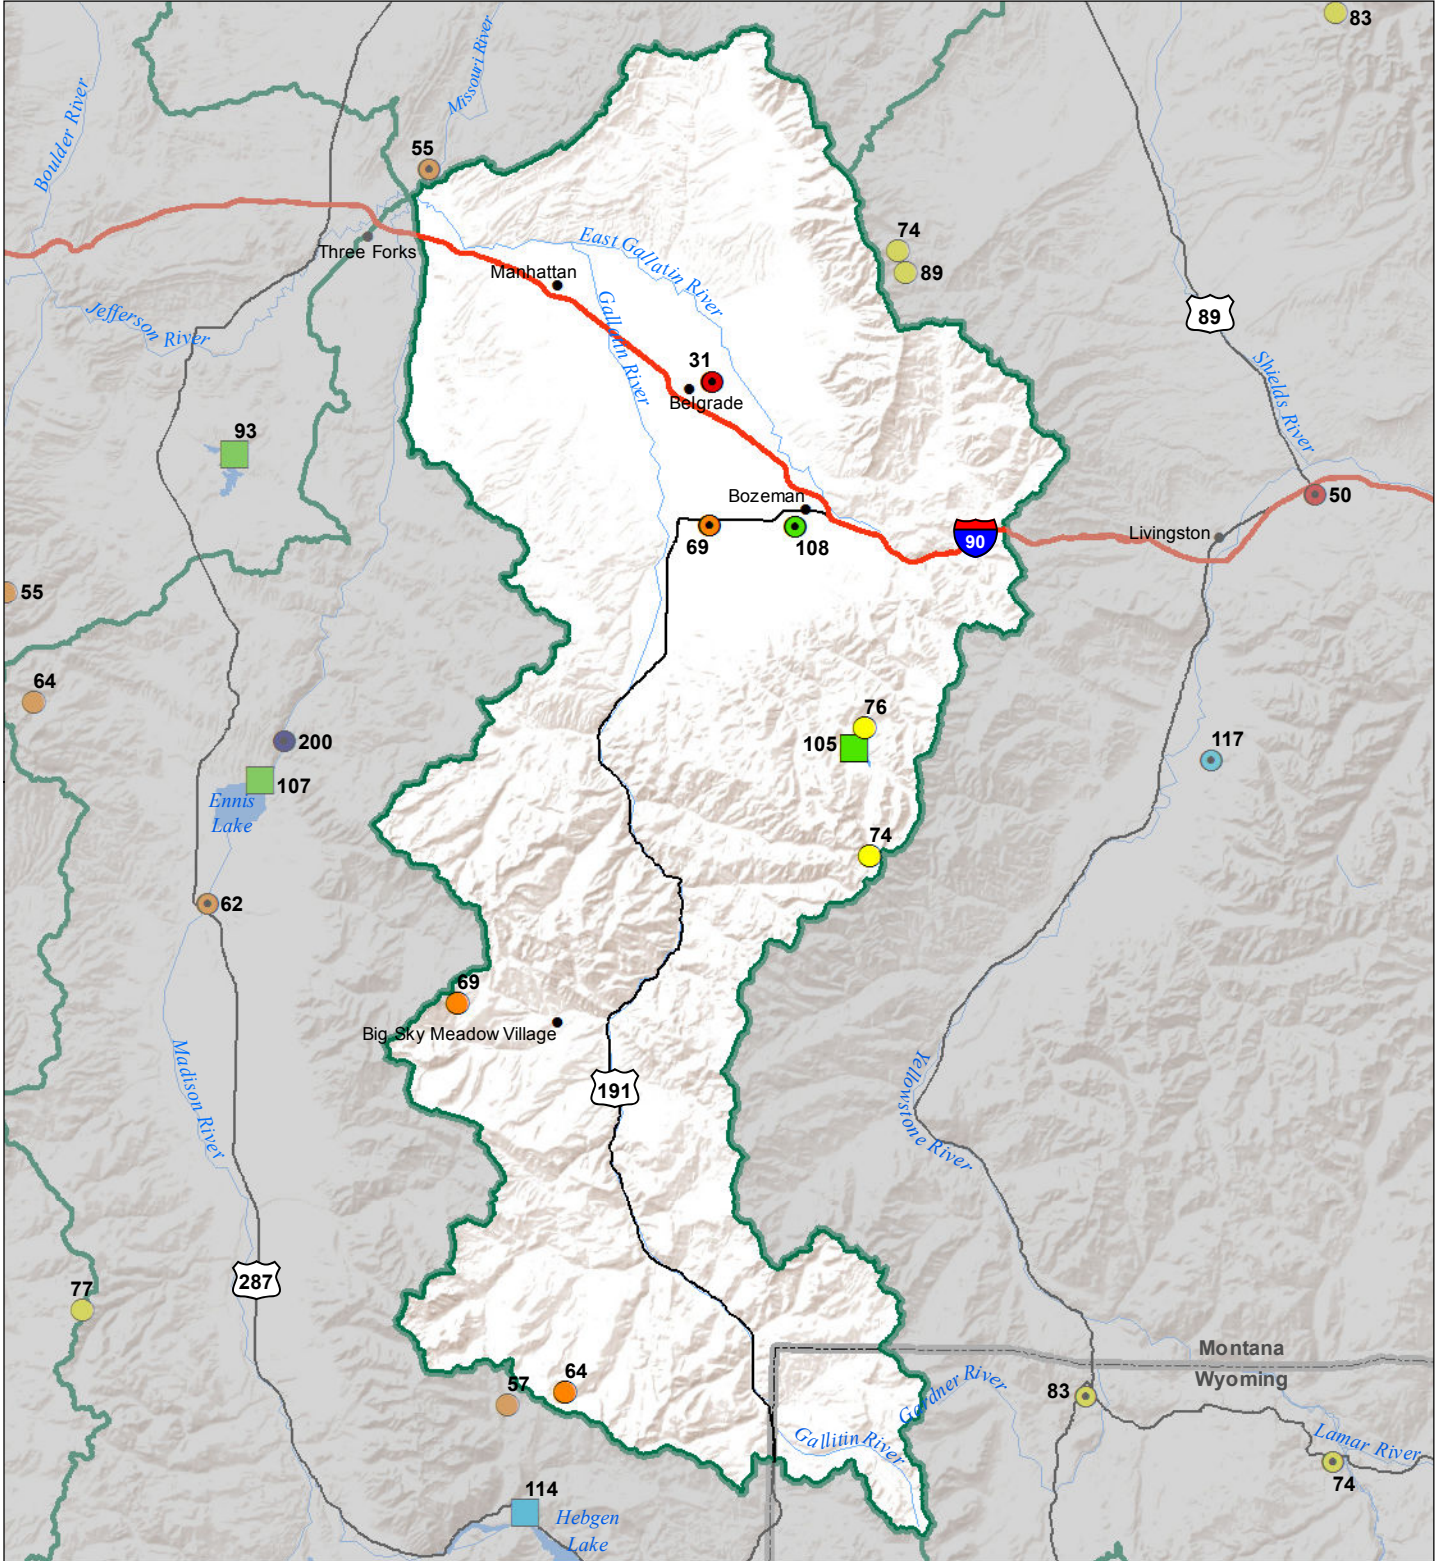 83
Missouri River
Boulder River
55
74
89
Three Forks
East Gallatin River
Manhattan
Gallatin River
Jefferson River
89
Shields River
31
Belgrade
93
Bozeman
50
69
108
90
Livingston
55
64
76
105
200
107
117
Ennis
Lake
74
62
69
Big Sky Meadow Village
Madison River
191
Yellowstone River
287
77
Montana
Wyoming
57
64
83
Gardner River
Gallitin River
Lamar River
74
114
Hebgen
Lake